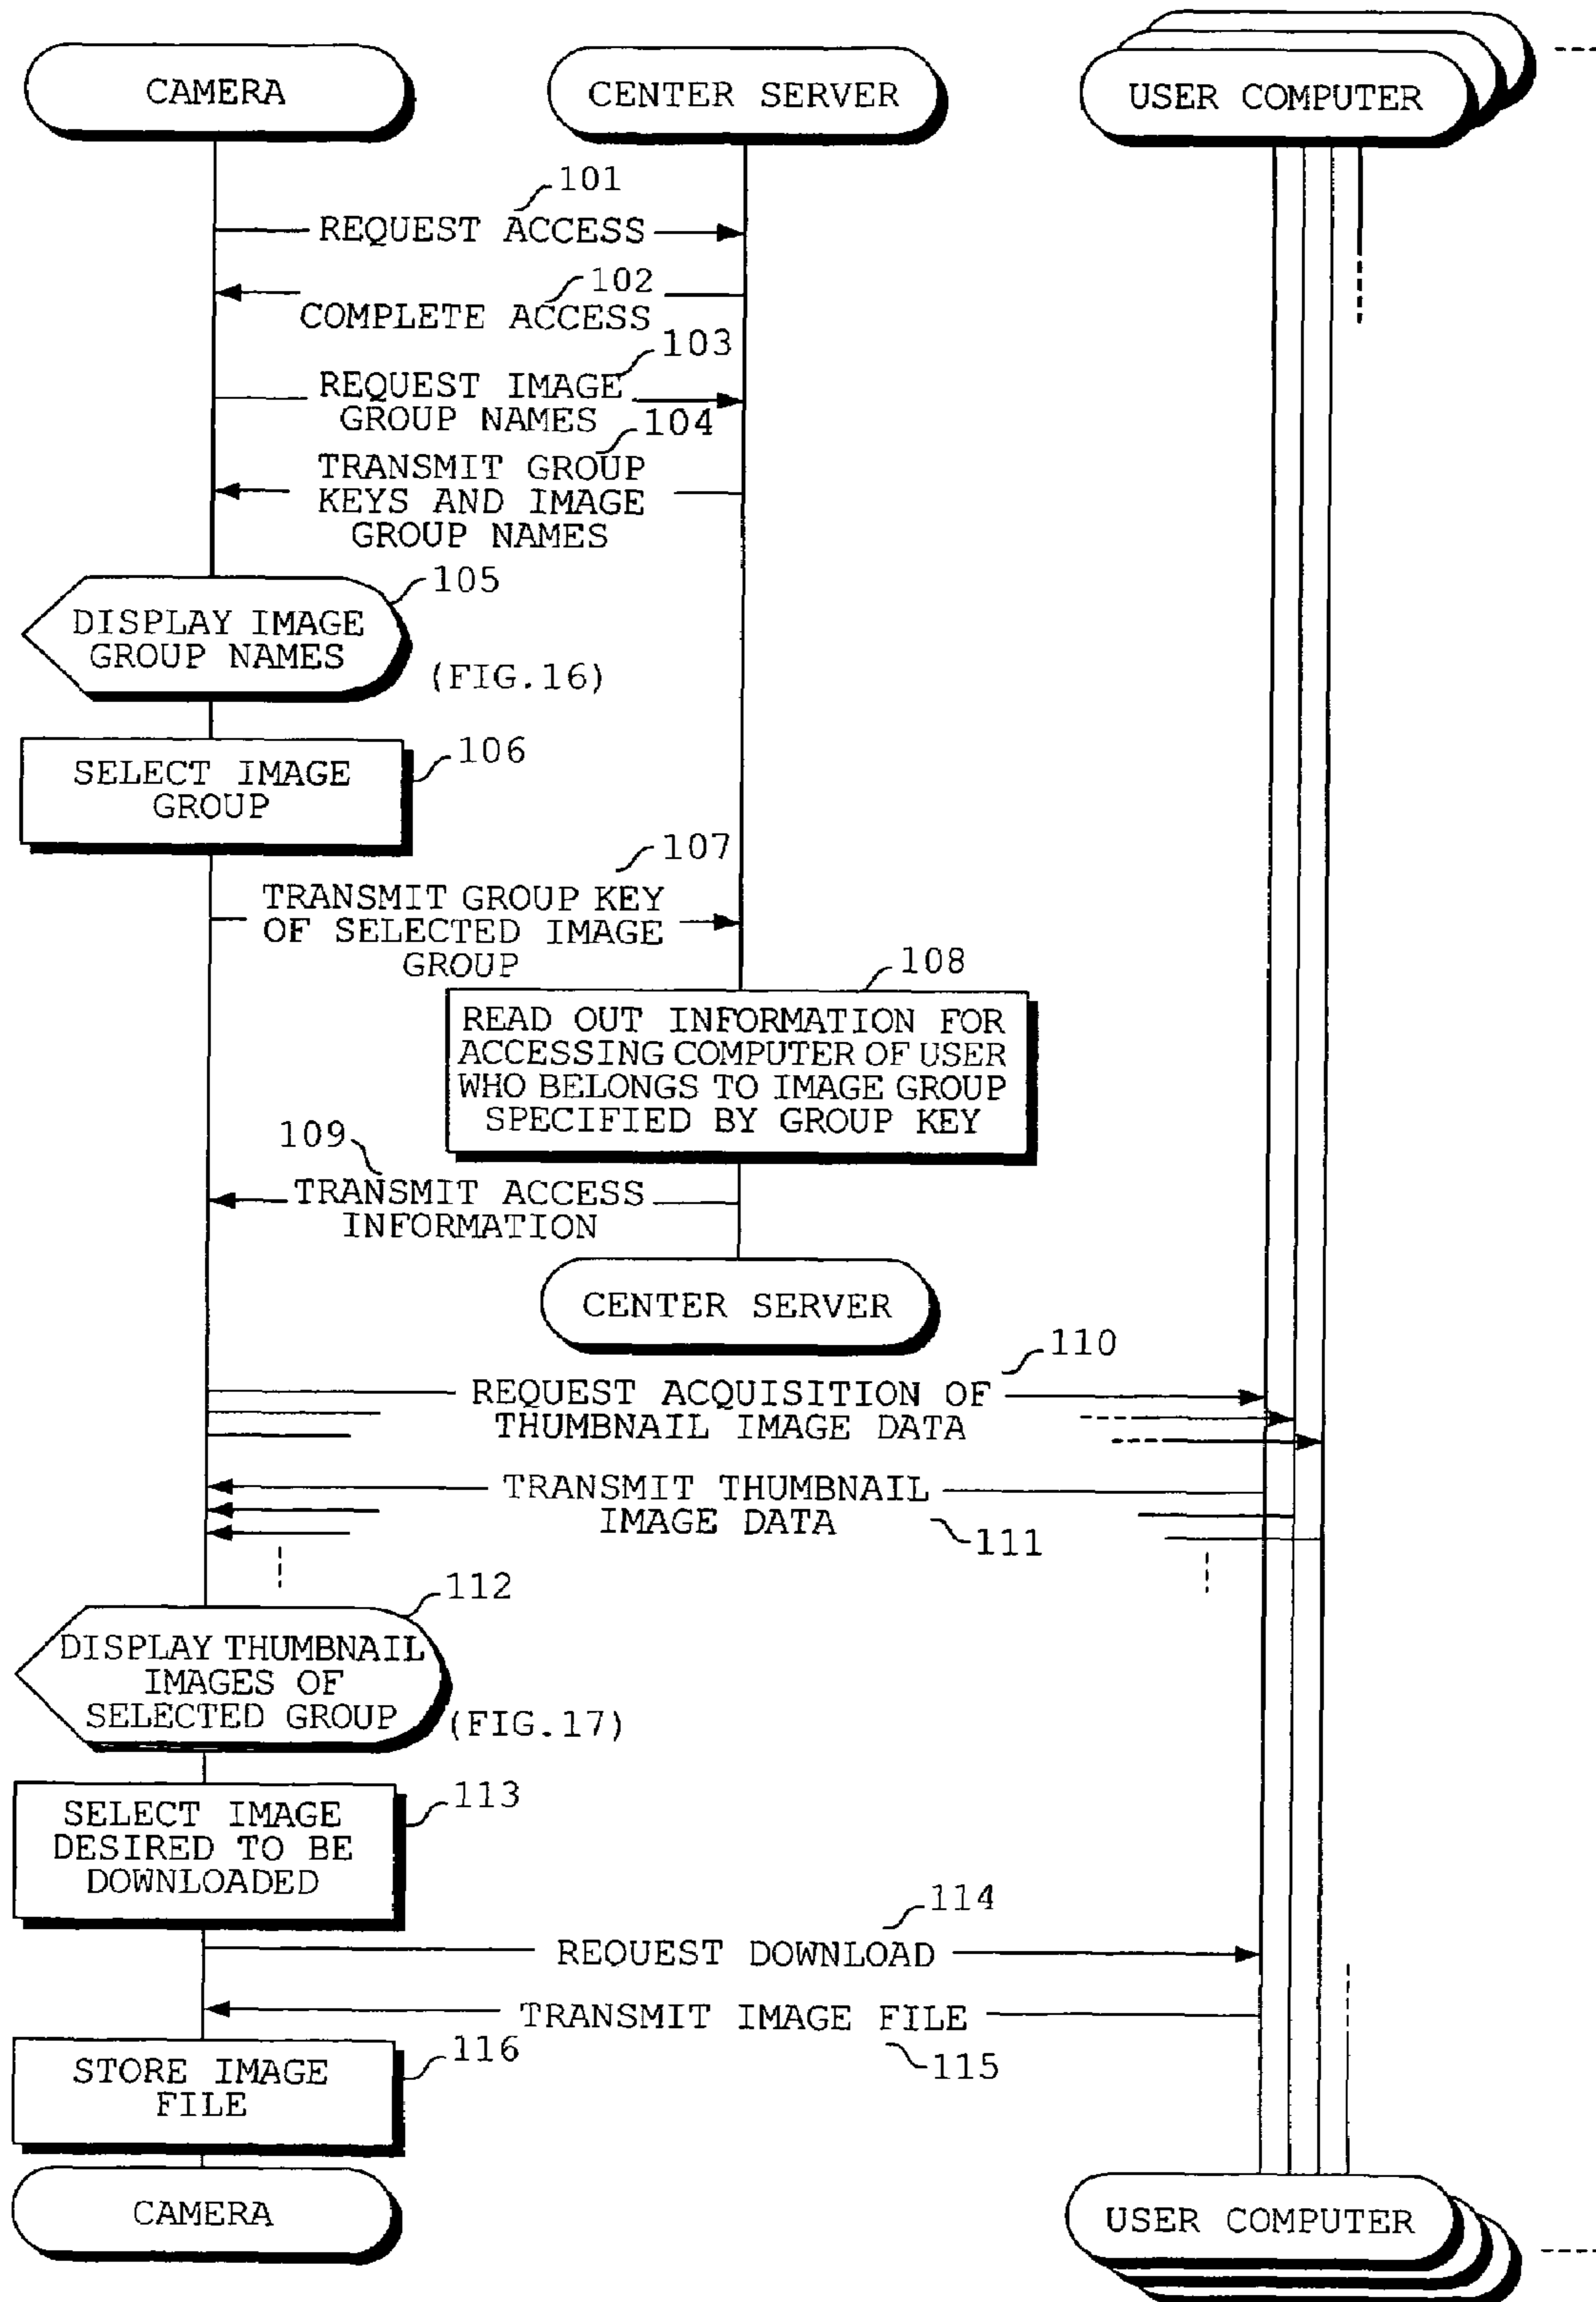 CAMERA
CENTER SERVER
USER COMPUTER
101
REQUEST ACCESS
102
COMPLETE ACCESS
103
REQUEST IMAGE
GROUP NAMES
104
TRANSMIT GROUP
KEYS AND IMAGE
GROUP NAMES
105
DISPLAY IMAGE
GROUP NAMES
(FIG.16)
106
SELECT IMAGE
GROUP
107
TRANSMIT GROUP KEY
OF SELECTED IMAGE
GROUP
108
READ OUT INFORMATION FOR
ACCESSING COMPUTER OF USER
WHO BELONGS TO IMAGE GROUP
SPECIFIED BY GROUP KEY
109
TRANSMIT ACCESS
INFORMATION
CENTER SERVER
110
REQUEST ACQUISITION OF
THUMBNAIL IMAGE DATA
TRANSMIT THUMBNAIL
IMAGE DATA
111
112
DISPLAY THUMBNAIL
IMAGES OF
SELECTED GROUP
(FIG.17)
113
SELECT IMAGE
DESIRED TO BE
DOWNLOADED
114
REQUEST DOWNLOAD
TRANSMIT IMAGE FILE
115
116
STORE IMAGE
FILE
CAMERA
USER COMPUTER